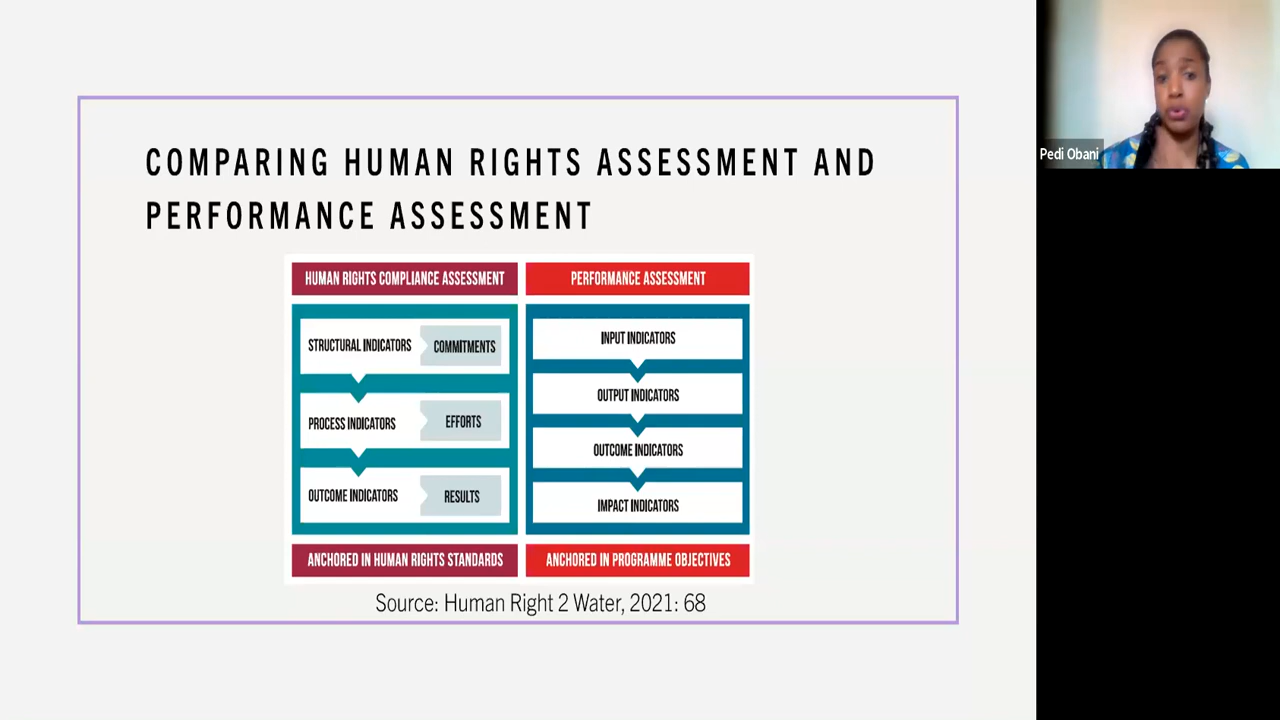 COMPARING HUMAN RIGHTS ASSESSMENT AND
PERFORMANCE ASSESSMENT
HUMAN RIGHTS COMPLIANCE ASSESSMENT
STRUCTURAL INDICATORS COMMITMENTS
PROCESS INDICATORS EFFORTS
OUTCOME INDICATORS RESULTS
ANCHORED IN HUMAN RIGHTS STANDARDS
PERFORMANCE ASSESSMENT
INPUT INDICATORS
OUTPUT INDICATORS
OUTCOME INDICATORS
IMPACT INDICATORS
ANCHORED IN PROGRAMME OBJECTIVES
Source: Human Right 2 Water, 2021: 68
Pedi Obani